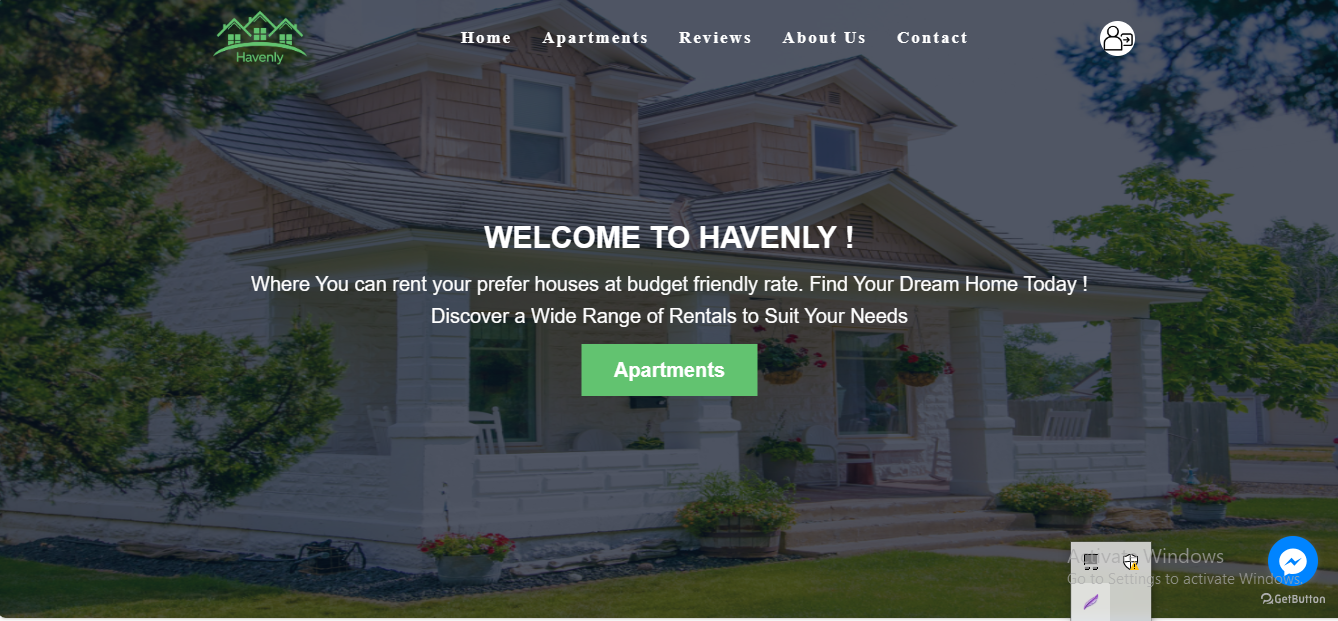 Havenly
Home Apartments Reviews About Us Contact
WELCOME TO HAVENLY !
Where You can rent your prefer houses at budget friendly rate. Find Your Dream Home Today !
Discover a Wide Range of Rentals to Suit Your Needs
Apartments
Activate Windows
Go to Settings to activate Windows.
GetButton